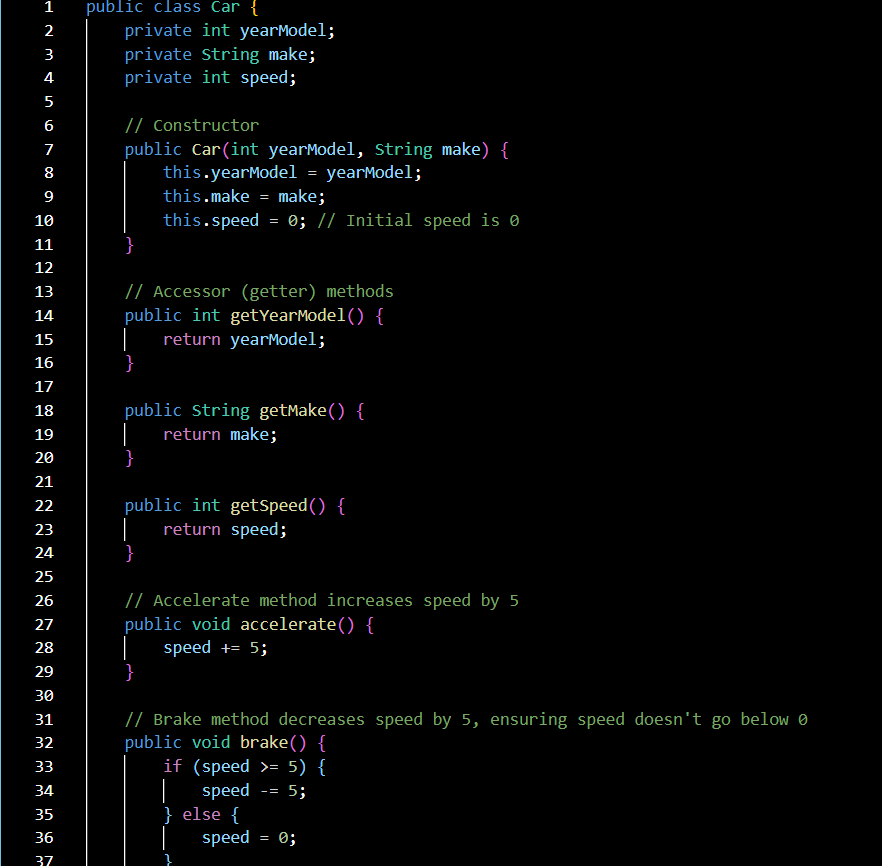 1 public class Car {
2     private int yearModel;
3     private String make;
4     private int speed;
5
6     // Constructor
7     public Car(int yearModel, String make) {
8         this.yearModel = yearModel;
9         this.make = make;
10         this.speed = 0; // Initial speed is 0
11     }
12
13     // Accessor (getter) methods
14     public int getYearModel() {
15         return yearModel;
16     }
17
18     public String getMake() {
19         return make;
20     }
21
22     public int getSpeed() {
23         return speed;
24     }
25
26     // Accelerate method increases speed by 5
27     public void accelerate() {
28         speed += 5;
29     }
30
31     // Brake method decreases speed by 5, ensuring speed doesn't go below 0
32     public void brake() {
33         if (speed >= 5) {
34             speed -= 5;
35         } else {
36             speed = 0;
37         }